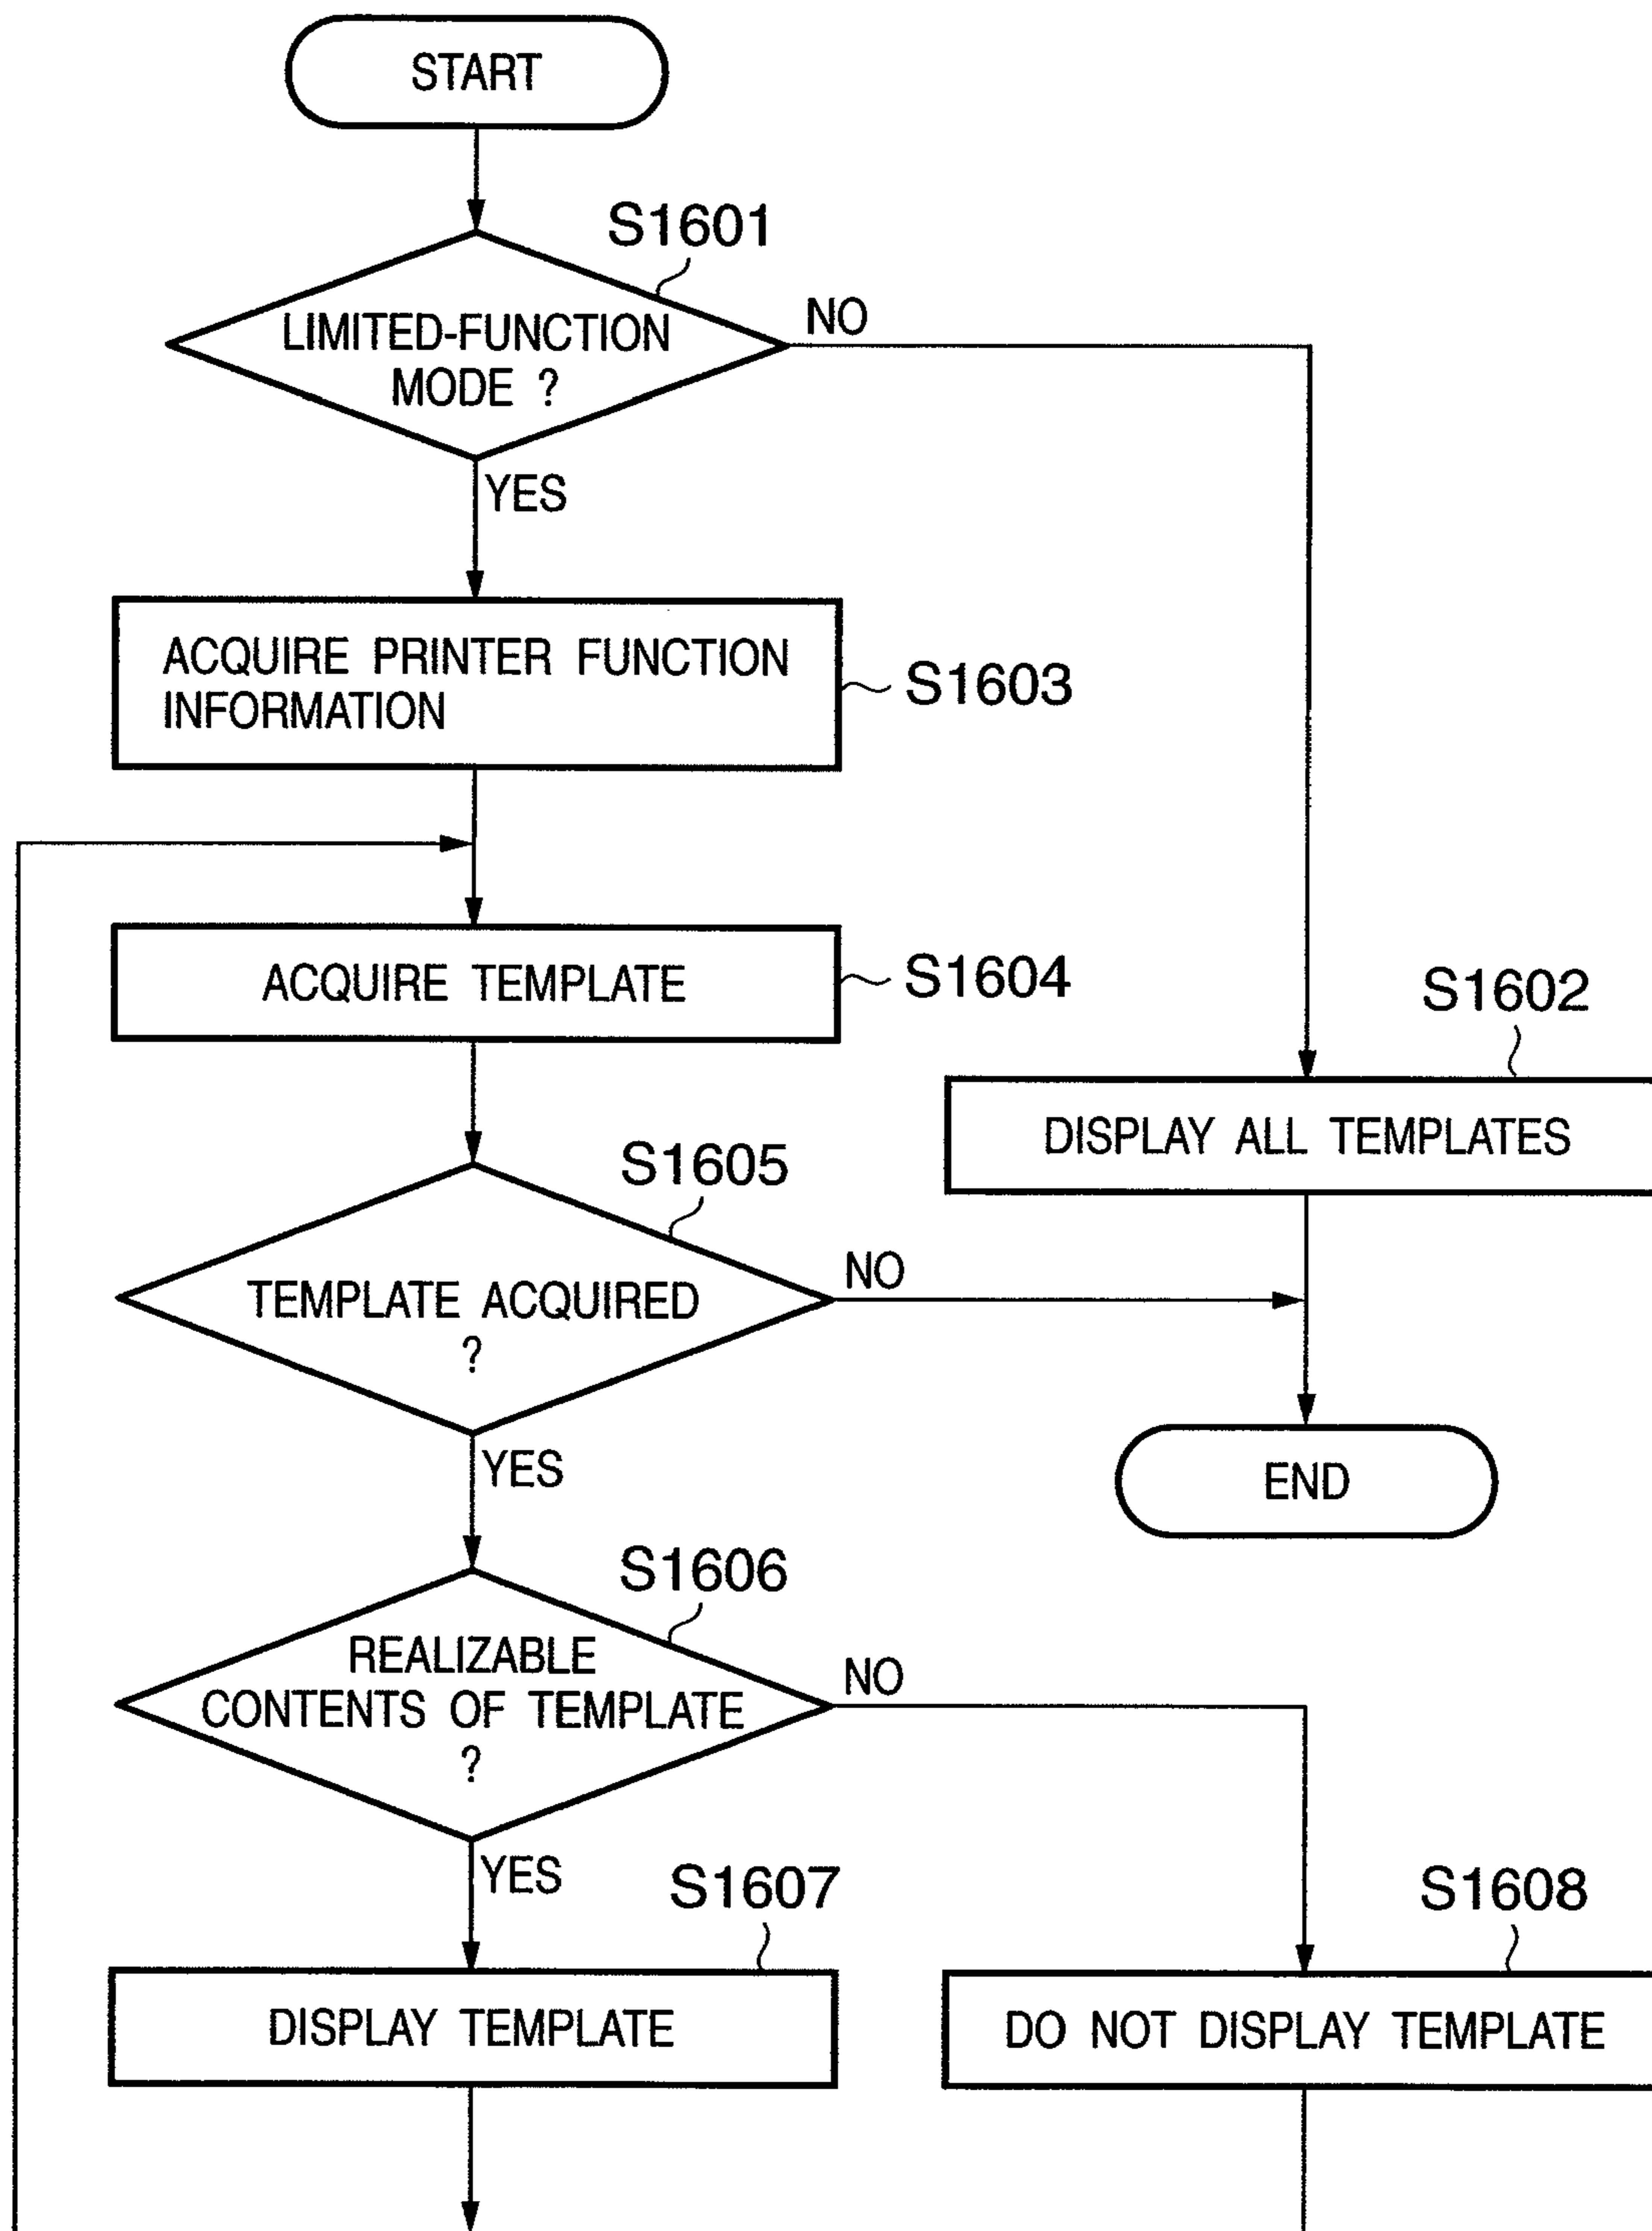 START
S1601
LIMITED-FUNCTION
MODE ?
NO
YES
ACQUIRE PRINTER FUNCTION
INFORMATION
S1603
ACQUIRE TEMPLATE
S1604
S1602
DISPLAY ALL TEMPLATES
S1605
TEMPLATE ACQUIRED
?
NO
YES
END
S1606
REALIZABLE
CONTENTS OF TEMPLATE
?
NO
YES
S1607
DISPLAY TEMPLATE
S1608
DO NOT DISPLAY TEMPLATE